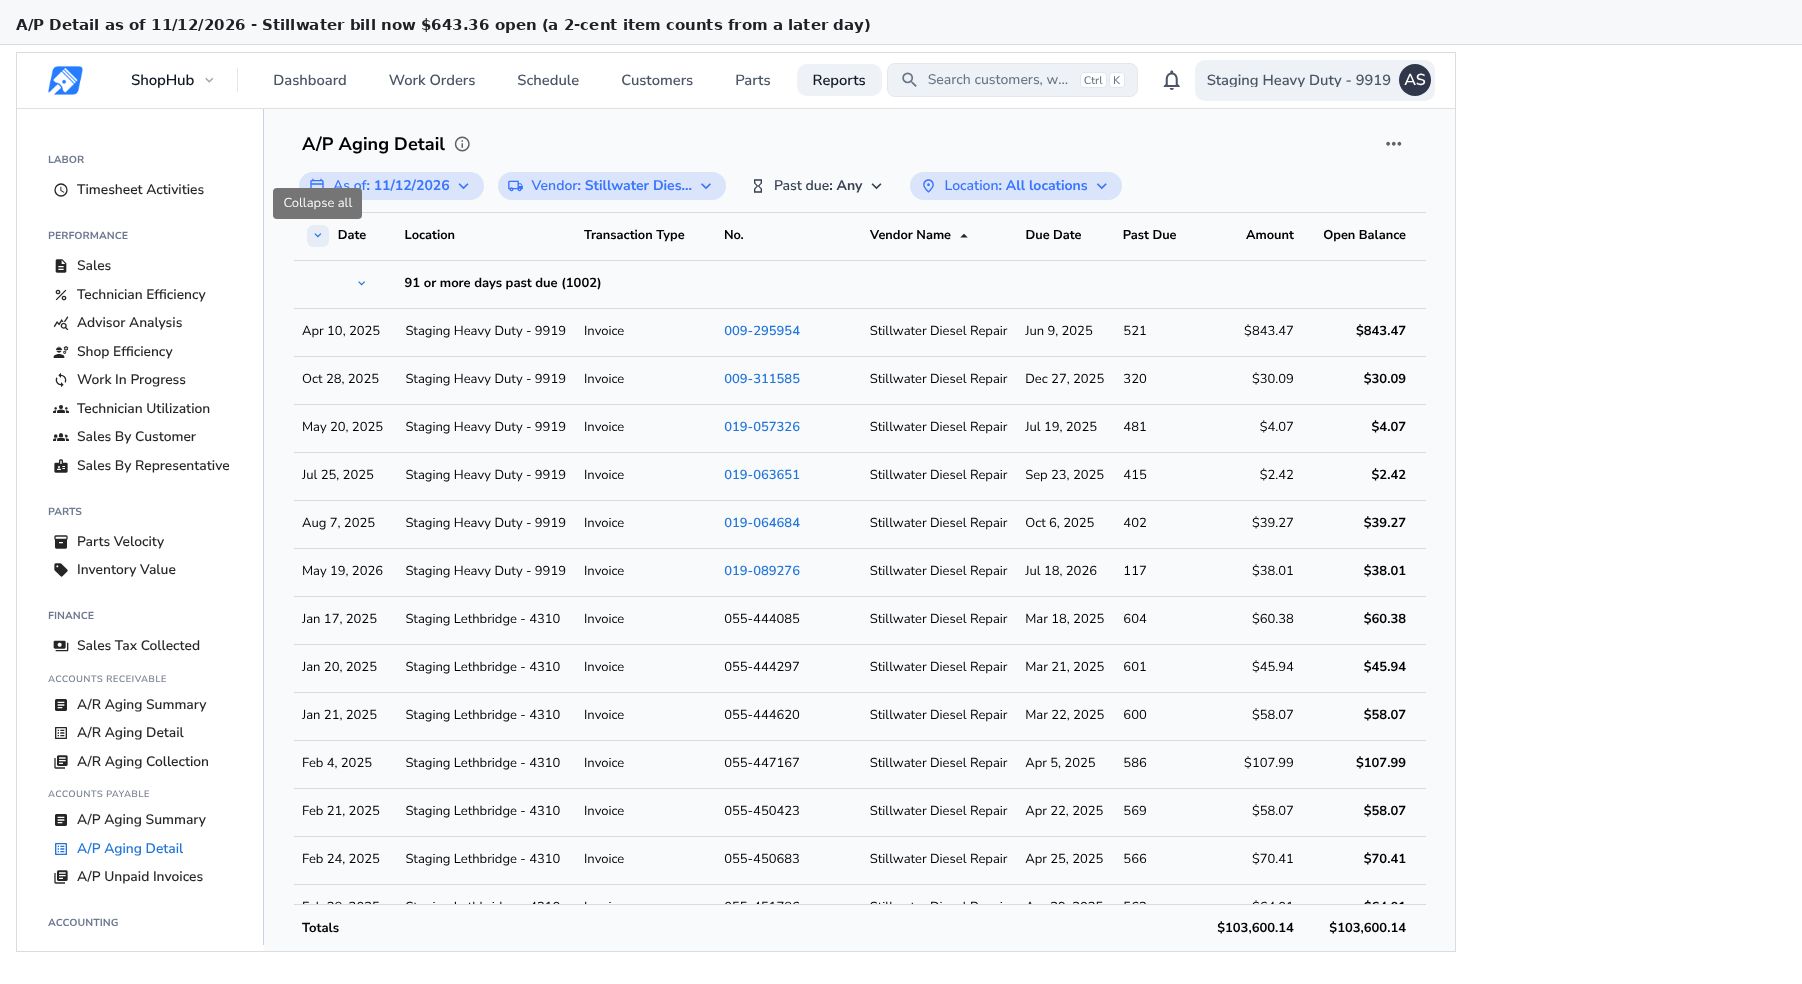 A/P Detail as of 11/12/2026 - Stillwater bill now $643.36 open (a 2-cent item counts from a later day)
ShopHub Dashboard Work Orders Schedule Customers Parts Reports Search customers, w... Ctrl K Staging Heavy Duty - 9919 AS
LABOR
Timesheet Activities
PERFORMANCE
Sales
Technician Efficiency
Advisor Analysis
Shop Efficiency
Work In Progress
Technician Utilization
Sales By Customer
Sales By Representative
PARTS
Parts Velocity
Inventory Value
FINANCE
Sales Tax Collected
ACCOUNTS RECEIVABLE
A/R Aging Summary
A/R Aging Detail
A/R Aging Collection
ACCOUNTS PAYABLE
A/P Aging Summary
A/P Aging Detail
A/P Unpaid Invoices
ACCOUNTING
A/P Aging Detail
As of: 11/12/2026 Vendor: Stillwater Dies... Past due: Any Location: All locations
Collapse all
Date Location Transaction Type No. Vendor Name Due Date Past Due Amount Open Balance
91 or more days past due (1002)
Apr 10, 2025 Staging Heavy Duty - 9919 Invoice 009-295954 Stillwater Diesel Repair Jun 9, 2025 521 $843.47 $843.47
Oct 28, 2025 Staging Heavy Duty - 9919 Invoice 009-311585 Stillwater Diesel Repair Dec 27, 2025 320 $30.09 $30.09
May 20, 2025 Staging Heavy Duty - 9919 Invoice 019-057326 Stillwater Diesel Repair Jul 19, 2025 481 $4.07 $4.07
Jul 25, 2025 Staging Heavy Duty - 9919 Invoice 019-063651 Stillwater Diesel Repair Sep 23, 2025 415 $2.42 $2.42
Aug 7, 2025 Staging Heavy Duty - 9919 Invoice 019-064684 Stillwater Diesel Repair Oct 6, 2025 402 $39.27 $39.27
May 19, 2026 Staging Heavy Duty - 9919 Invoice 019-089276 Stillwater Diesel Repair Jul 18, 2026 117 $38.01 $38.01
Jan 17, 2025 Staging Lethbridge - 4310 Invoice 055-444085 Stillwater Diesel Repair Mar 18, 2025 604 $60.38 $60.38
Jan 20, 2025 Staging Lethbridge - 4310 Invoice 055-444297 Stillwater Diesel Repair Mar 21, 2025 601 $45.94 $45.94
Jan 21, 2025 Staging Lethbridge - 4310 Invoice 055-444620 Stillwater Diesel Repair Mar 22, 2025 600 $58.07 $58.07
Feb 4, 2025 Staging Lethbridge - 4310 Invoice 055-447167 Stillwater Diesel Repair Apr 5, 2025 586 $107.99 $107.99
Feb 21, 2025 Staging Lethbridge - 4310 Invoice 055-450423 Stillwater Diesel Repair Apr 22, 2025 569 $58.07 $58.07
Feb 24, 2025 Staging Lethbridge - 4310 Invoice 055-450683 Stillwater Diesel Repair Apr 25, 2025 566 $70.41 $70.41
Totals $103,600.14 $103,600.14